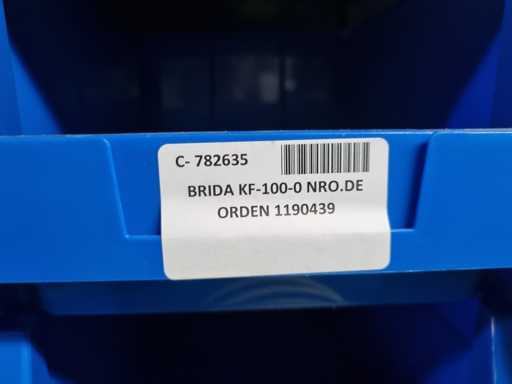 C- 782635
BRIDA KF-100-0 NRO.DE
ORDEN 1190439